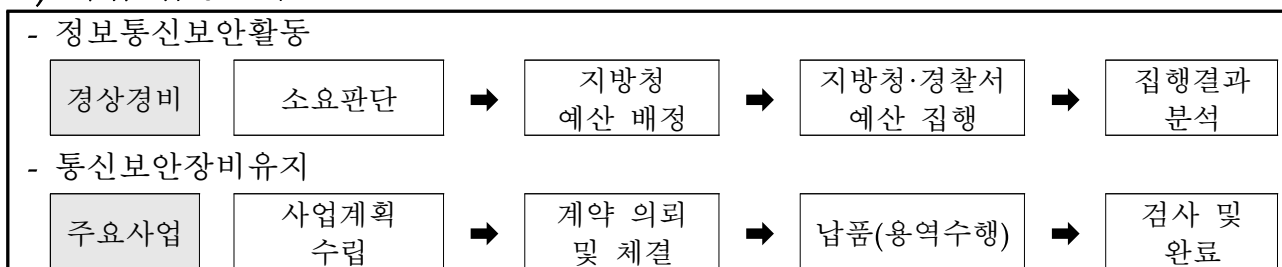 - 정보통신보안활동
경상경비 소요판단 ➡ 지방청 예산 배정 ➡ 지방청·경찰서 예산 집행 ➡ 집행결과 분석
- 통신보안장비유지
주요사업 사업계획 수립 ➡ 계약 의뢰 및 체결 ➡ 납품(용역수행) ➡ 검사 및 완료